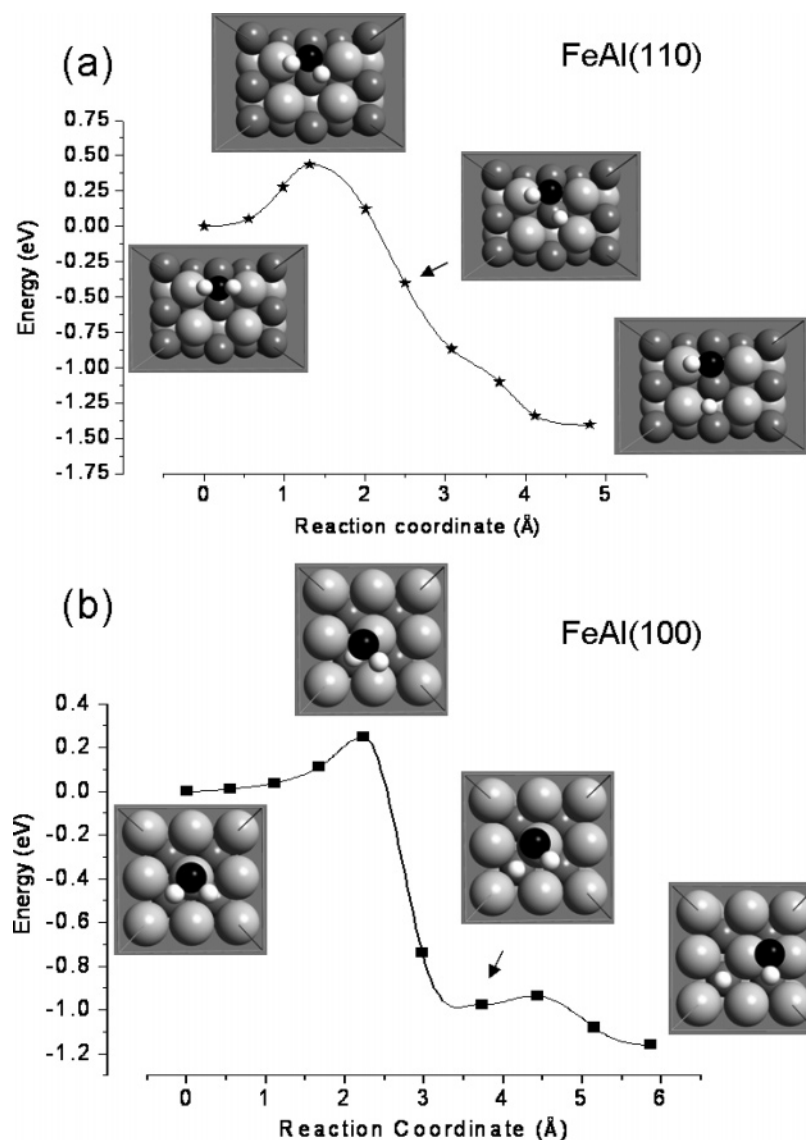 (a)
FeAl(110)
0.75
0.50
0.25
0.00
-0.25
-0.50
-0.75
-1.00
-1.25
-1.50
-1.75
Energy (eV)
0 1 2 3 4 5
Reaction coordinate (Å)
(b)
FeAl(100)
0.4
0.2
0.0
-0.2
-0.4
-0.6
-0.8
-1.0
-1.2
Energy (eV)
0 1 2 3 4 5 6
Reaction Coordinate (Å)